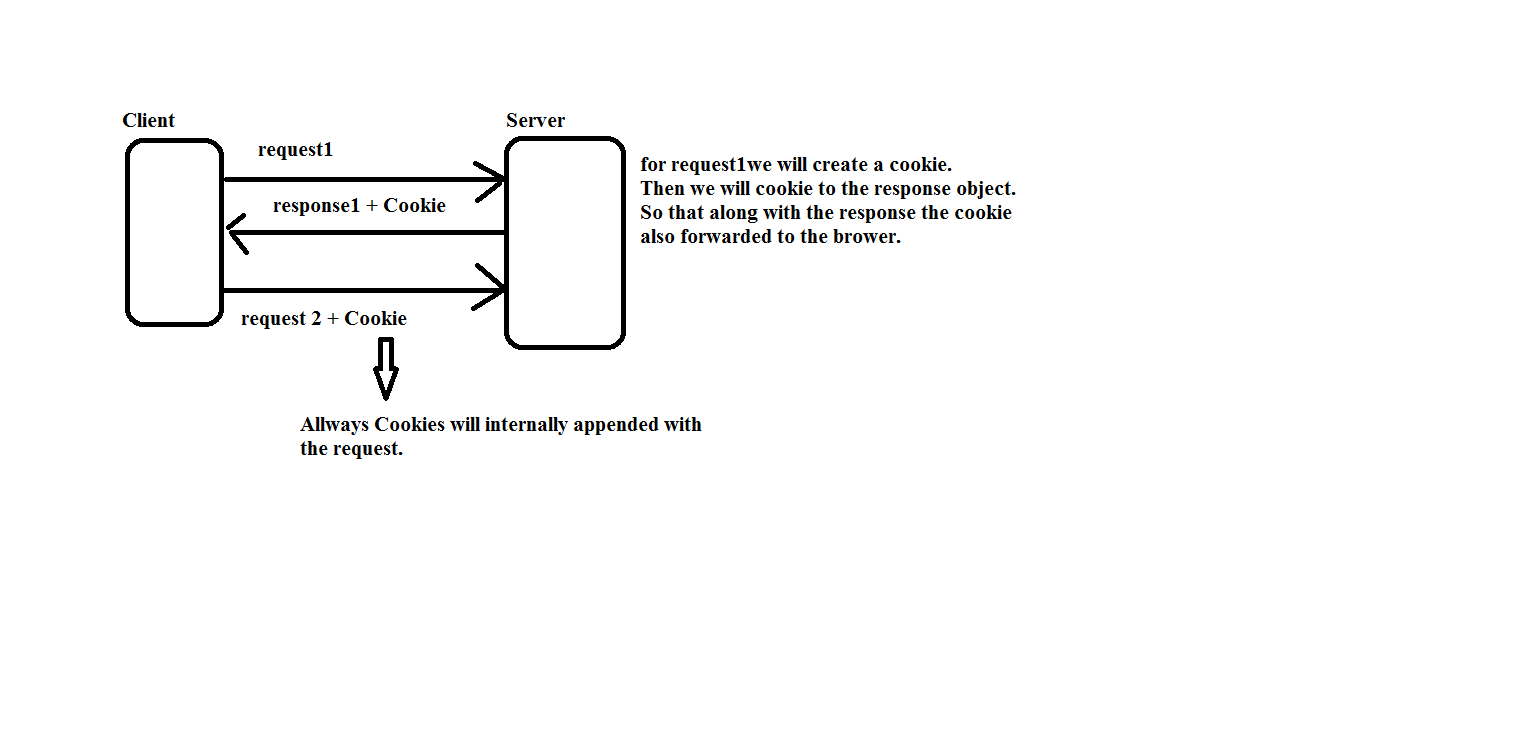 Client
Server
request1
for request1we will create a cookie.
Then we will cookie to the response object.
response1 + Cookie
So that along with the response the cookie
also forwarded to the brower.
request 2 + Cookie
Allways Cookies will internally appended with
the request.